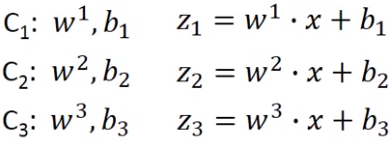 C₁: w¹, b₁ z₁ = w¹ · x + b₁
C₂: w², b₂ z₂ = w² · x + b₂
C₃: w³, b₃ z₃ = w³ · x + b₃